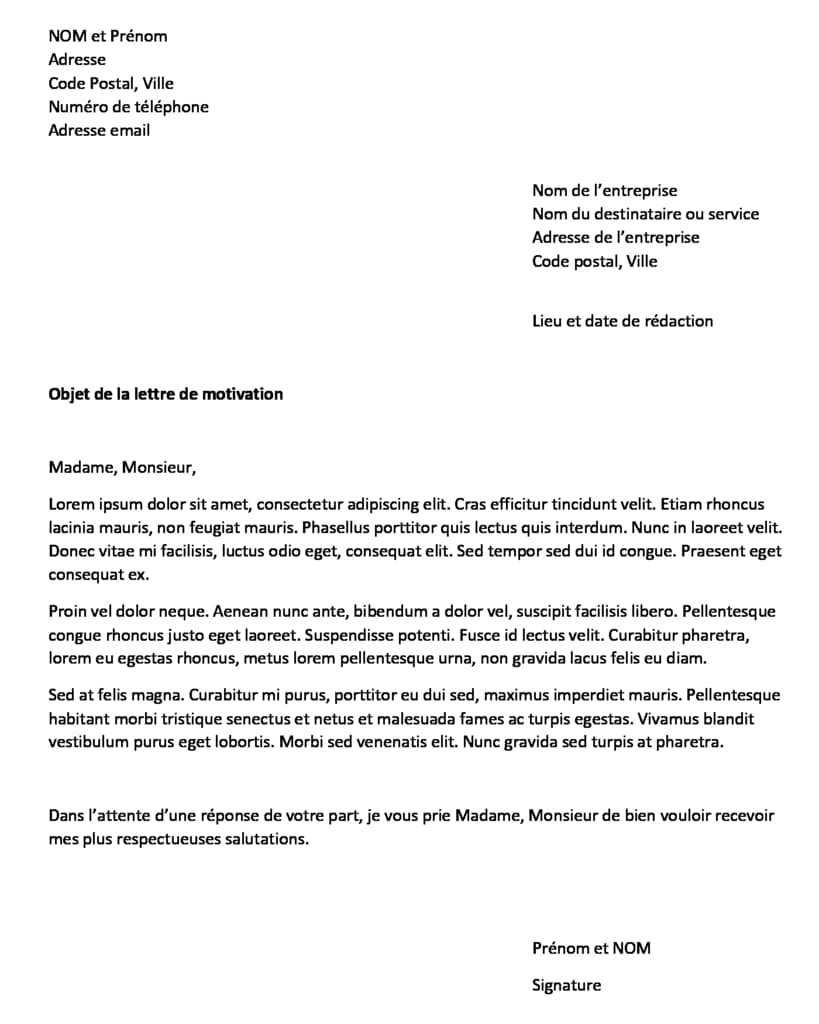 NOM et Prénom
Adresse
Code Postal, Ville
Numéro de téléphone
Adresse email
Nom de l’entreprise
Nom du destinataire ou service
Adresse de l’entreprise
Code postal, Ville
Lieu et date de rédaction
Objet de la lettre de motivation
Madame, Monsieur,
Lorem ipsum dolor sit amet, consectetur adipiscing elit. Cras efficitur tincidunt velit. Etiam rhoncus
lacinia mauris, non feugiat mauris. Phasellus porttitor quis lectus quis interdum. Nunc in laoreet velit.
Donec vitae mi facilisis, luctus odio eget, consequat elit. Sed tempor sed dui id congue. Praesent eget
consequat ex.
Proin vel dolor neque. Aenean nunc ante, bibendum a dolor vel, suscipit facilisis libero. Pellentesque
congue rhoncus justo eget laoreet. Suspendisse potenti. Fusce id lectus velit. Curabitur pharetra,
lorem eu egestas rhoncus, metus lorem pellentesque urna, non gravida lacus felis eu diam.
Sed at felis magna. Curabitur mi purus, porttitor eu dui sed, maximus imperdiet mauris. Pellentesque
habitant morbi tristique senectus et netus et malesuada fames ac turpis egestas. Vivamus blandit
vestibulum purus eget lobortis. Morbi sed venenatis elit. Nunc gravida sed turpis at pharetra.
Dans l’attente d’une réponse de votre part, je vous prie Madame, Monsieur de bien vouloir recevoir
mes plus respectueuses salutations.
Prénom et NOM
Signature